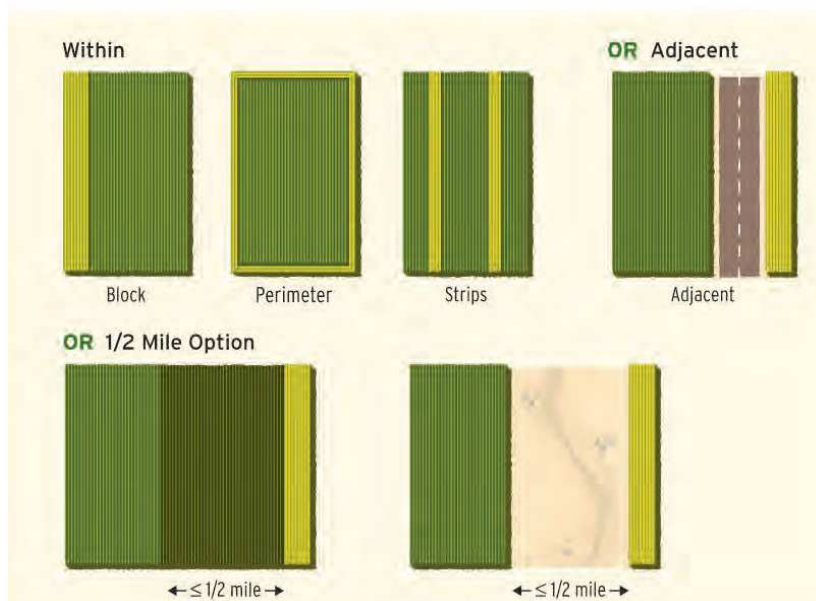 Within
OR Adjacent
Block
Perimeter
Strips
Adjacent
OR 1/2 Mile Option
←≤ 1/2 mile→
←≤ 1/2 mile→